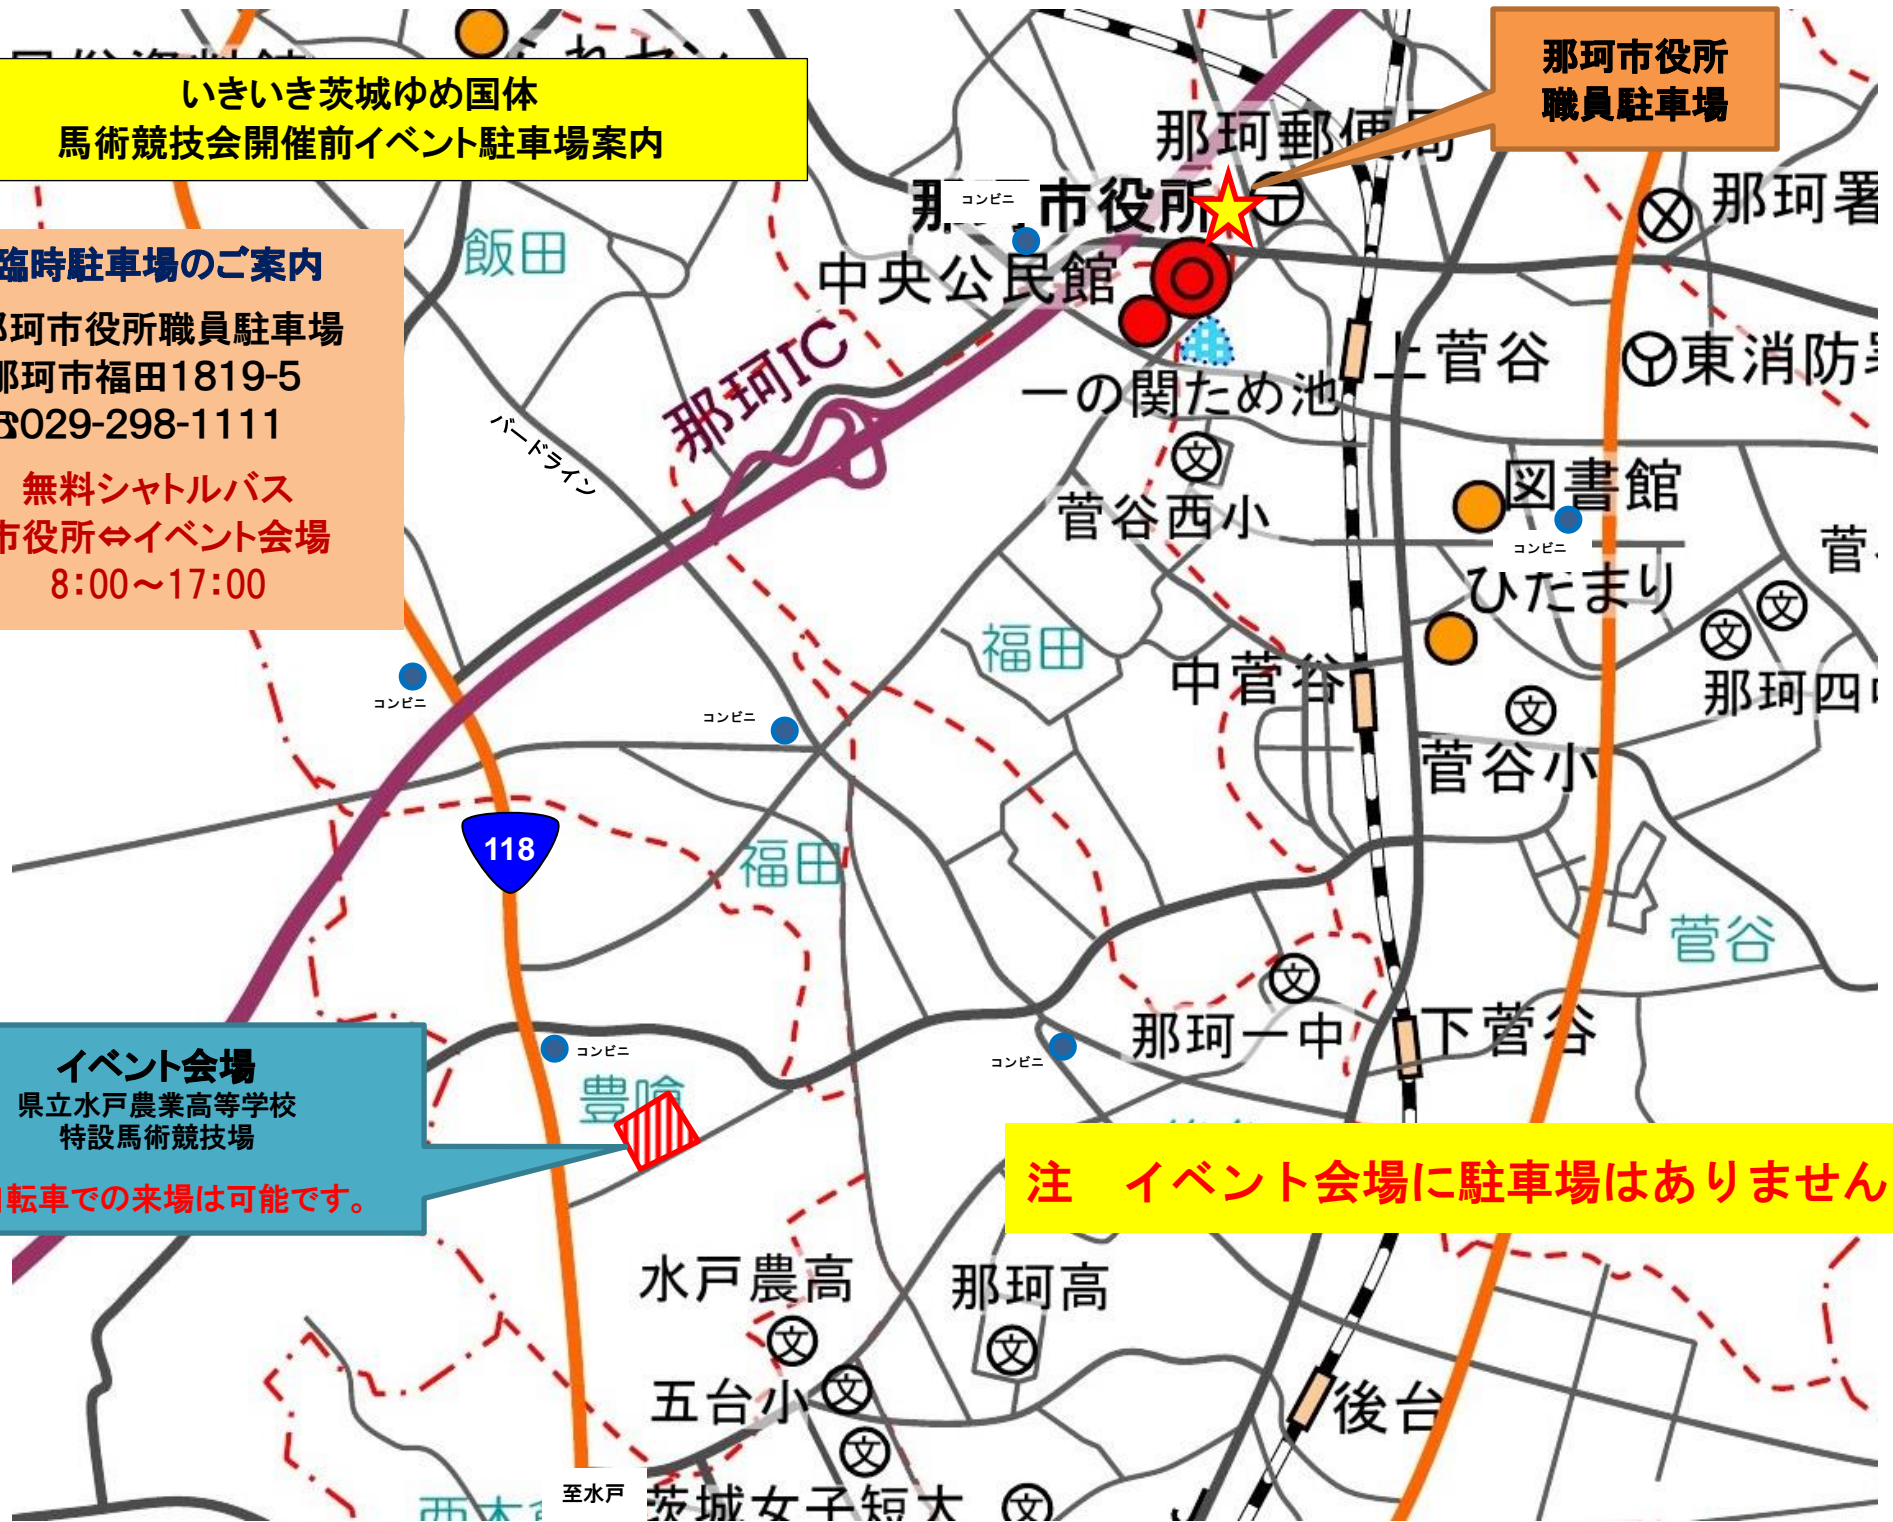 いきいき茨城ゆめ国体
馬術競技会開催前イベント駐車場案内
那珂市役所
職員駐車場
那珂郵便局
コンビニ
市役所
那珂署
飯田
中央公民館
臨時駐車場のご案内
珂市役所職員駐車場
那珂市福田1819-5
☎029-298-1111
無料シャトルバス
市役所⇔イベント会場
8:00～17:00
那珂IC
バードライン
上菅谷
東消防署
一の関ため池
図書館
コンビニ
菅谷西小
ひだまり
福田
中菅谷
那珂四中
コンビニ
コンビニ
菅谷小
118
福田
菅谷
那珂一中
下菅谷
コンビニ
コンビニ
豊喰
イベント会場
県立水戸農業高等学校
特設馬術競技場
転車での来場は可能です。
注　イベント会場に駐車場はありません
水戸農高
那珂高
五台小
後台
至水戸
茨城女子短大